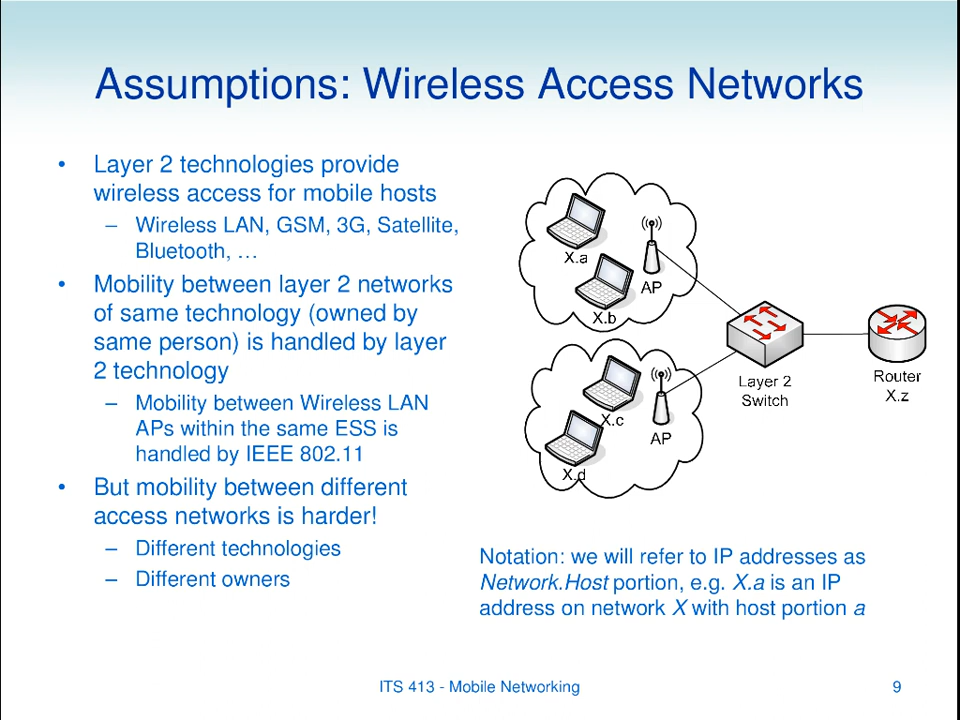 Assumptions: Wireless Access Networks
• Layer 2 technologies provide
wireless access for mobile hosts
– Wireless LAN, GSM, 3G, Satellite,
Bluetooth, …
• Mobility between layer 2 networks
of same technology (owned by
same person) is handled by layer
2 technology
– Mobility between Wireless LAN
APs within the same ESS is
handled by IEEE 802.11
• But mobility between different
access networks is harder!
– Different technologies
– Different owners
X.a
AP
X.b
X.c
AP
X.d
Layer 2
Switch
Router
X.z
Notation: we will refer to IP addresses as
Network.Host portion, e.g. X.a is an IP
address on network X with host portion a
ITS 413 - Mobile Networking
9